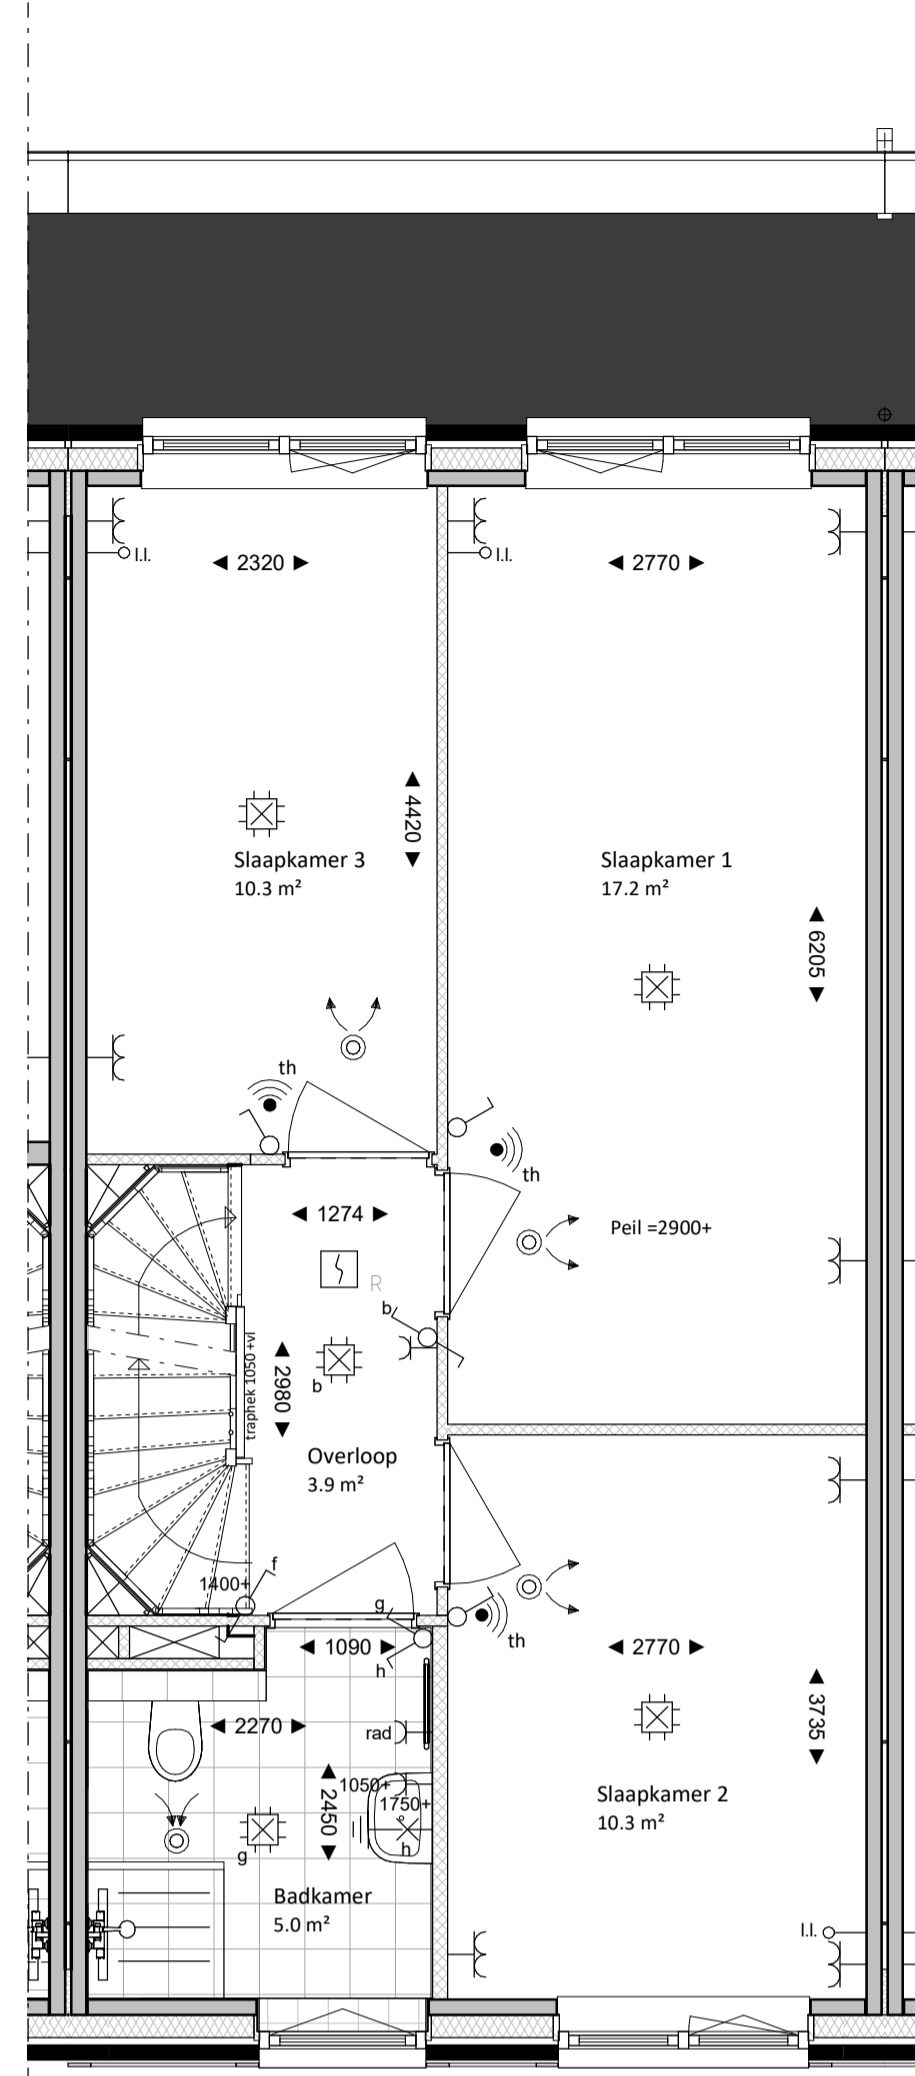 l.l.
◄ 2320 ►
l.l.
◄ 2770 ►
◄ 4420 ►
Slaapkamer 3
10.3 m²
Slaapkamer 1
17.2 m²
◄ 6205 ►
th
th
◄ 1274 ►
Peil =2900+
R
b
b
traphek 1050 +vl
◄ 2980 ►
Overloop
3.9 m²
f
1400+
g
h
◄ 1090 ►
th
◄ 2770 ►
◄ 3735 ►
◄ 2270 ►
rad
1050+
1750+
◄ 2450 ►
h
g
Slaapkamer 2
10.3 m²
Badkamer
5.0 m²
l.l.